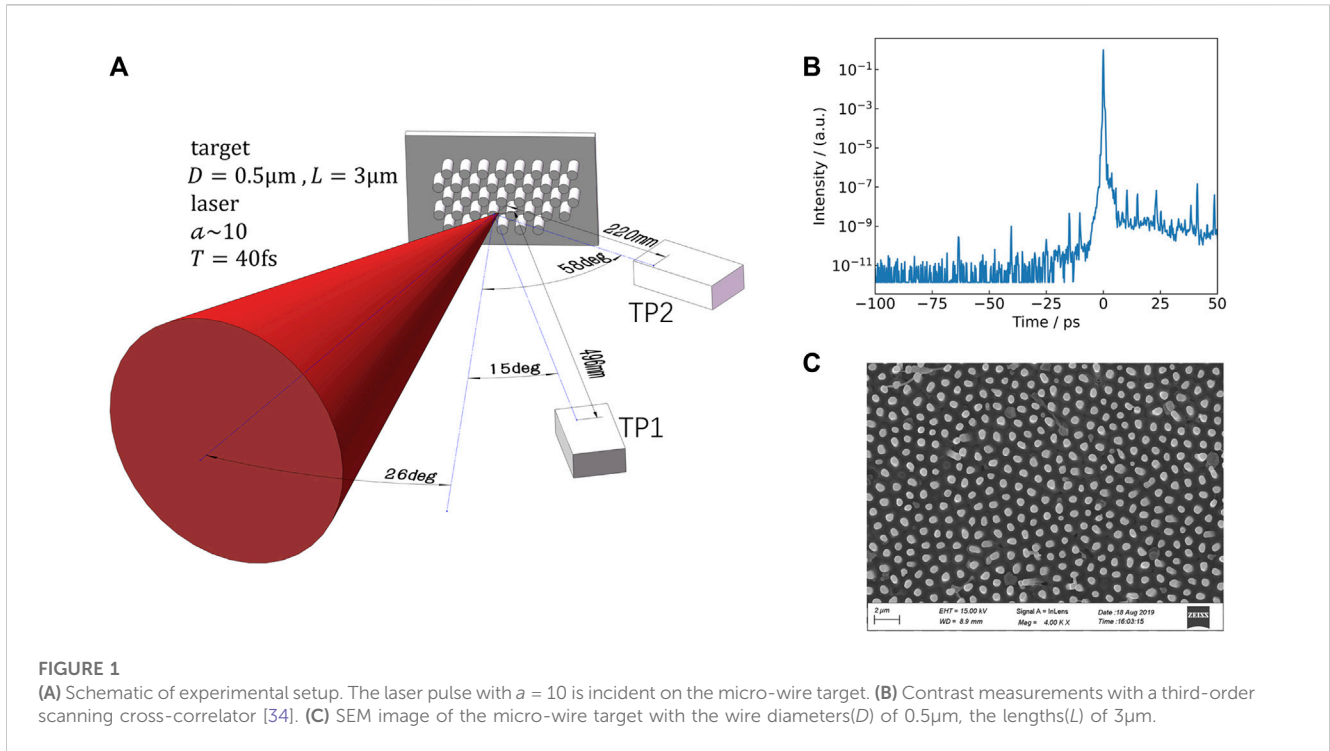 A
target
D = 0.5μm , L = 3μm
laser
a~10
T = 40fs
220mm
58deg
TP2
496mm
15deg
TP1
26deg
B
Intensity / (a.u.)
10⁻¹
10⁻³
10⁻⁵
10⁻⁷
10⁻⁹
10⁻¹¹
−100 −75 −50 −25 0 25 50
Time / ps
C
2 μm
EHT = 15.00 kV
WD = 8.9 mm
Signal A = InLens
Mag = 4.00 K X
Date :18 Aug 2019
Time :16:03:15
ZEISS
FIGURE 1
(A) Schematic of experimental setup. The laser pulse with a = 10 is incident on the micro-wire target. (B) Contrast measurements with a third-order
scanning cross-correlator [34]. (C) SEM image of the micro-wire target with the wire diameters(D) of 0.5μm, the lengths(L) of 3μm.